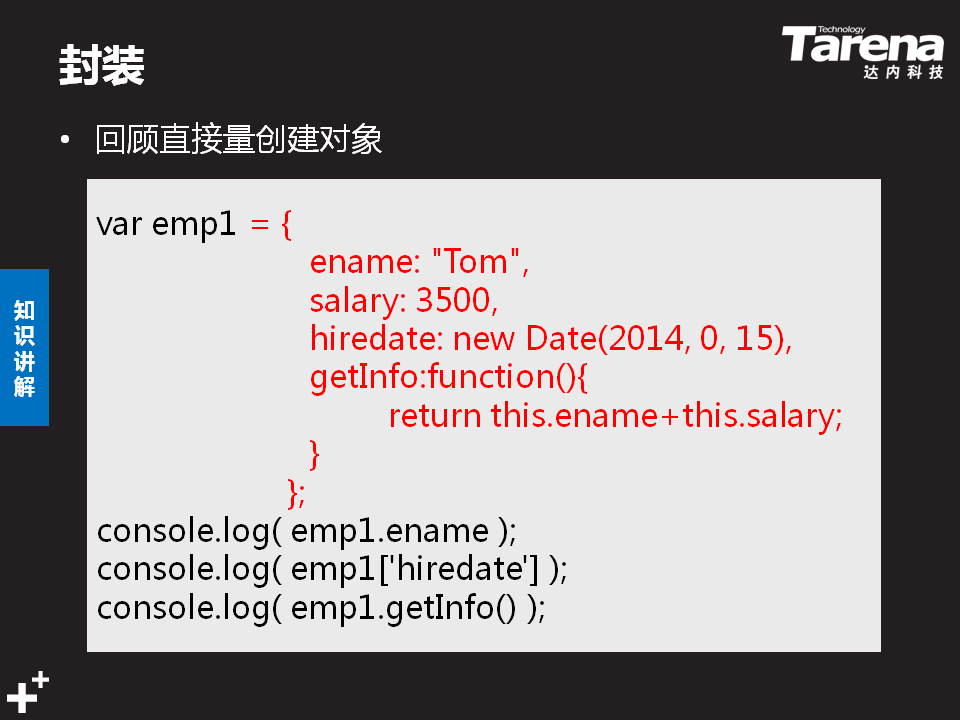 封装
Technology
Tarena
达内科技
• 回顾直接量创建对象
var emp1 = {
ename: "Tom",
salary: 3500,
hiredate: new Date(2014, 0, 15),
getInfo:function(){
return this.ename+this.salary;
}
};
console.log( emp1.ename );
console.log( emp1['hiredate'] );
console.log( emp1.getInfo() );
知识讲解